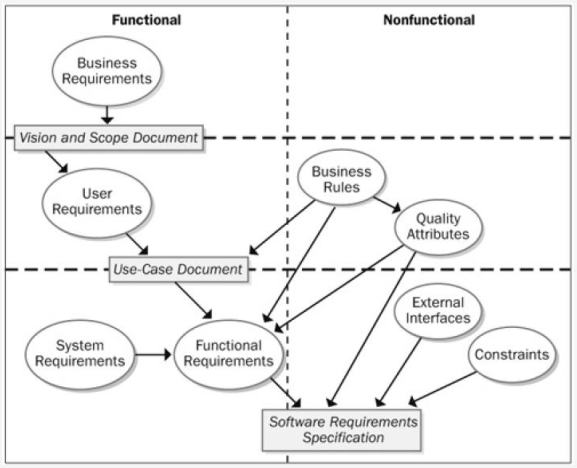 Functional
Nonfunctional
Business
Requirements
Vision and Scope Document
Business
Rules
User
Requirements
Quality
Attributes
Use-Case Document
External
Interfaces
System
Requirements
Functional
Requirements
Constraints
Software Requirements
Specification